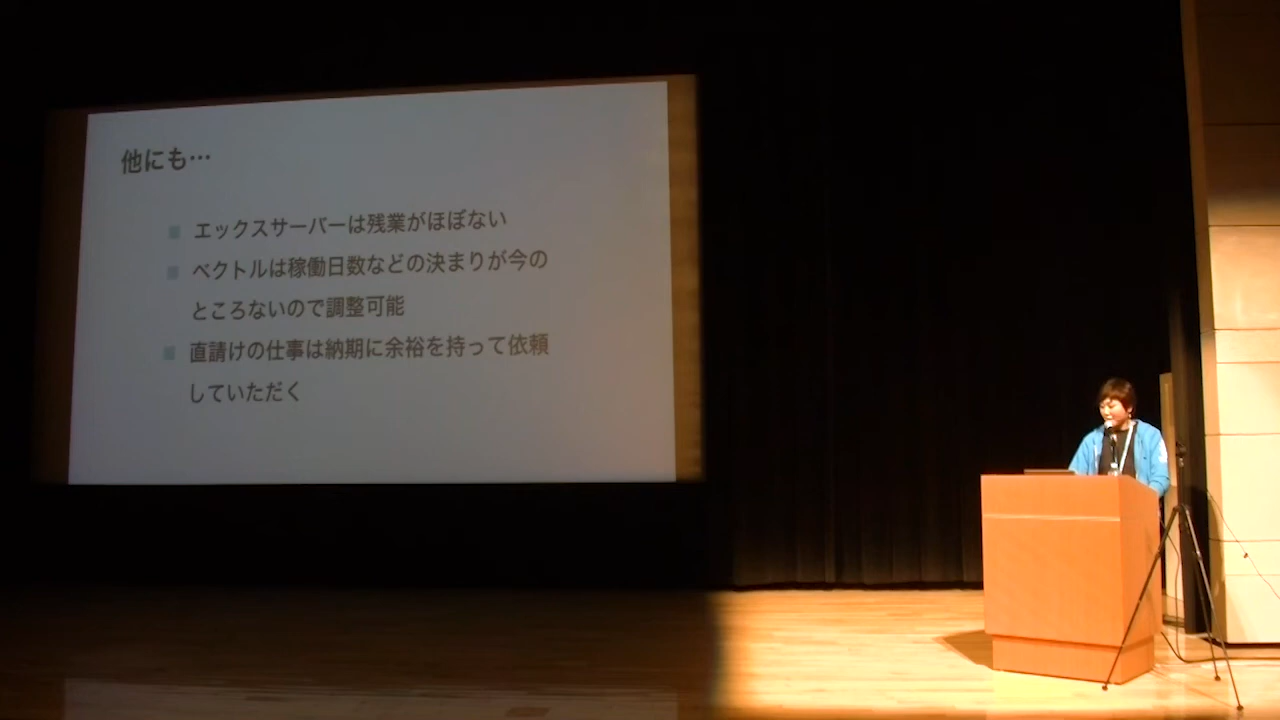 他にも…
エックスサーバーは残業がほぼない
ベクトルは稼働日数などの決まりが今の
ところないので調整可能
直請けの仕事は納期に余裕を持って依頼
していただく